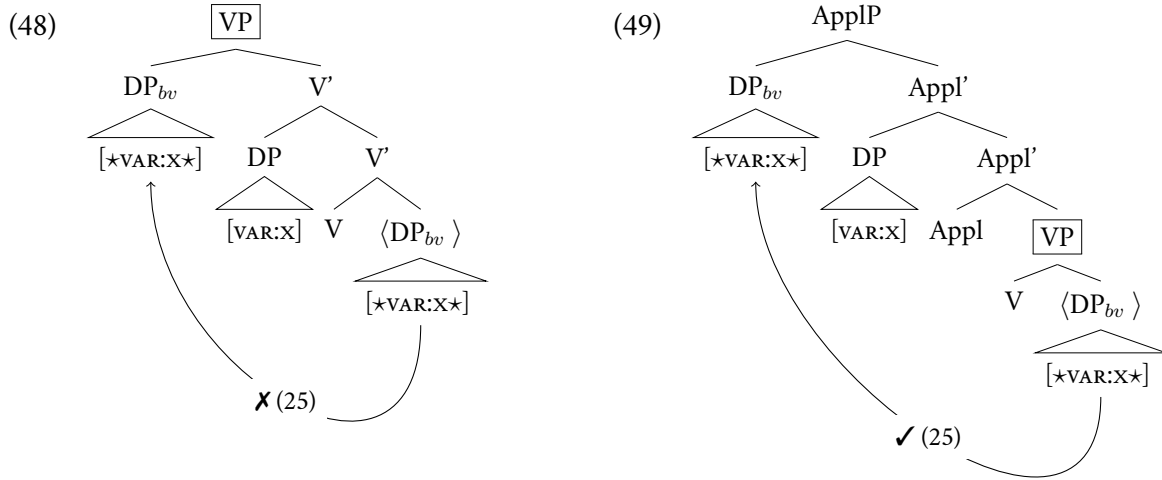 (48)
VP
DP_bv V'
[⋆VAR:X⋆] DP V'
[VAR:X] V ⟨DP_bv ⟩
[⋆VAR:X⋆]
✗ (25)
(49)
ApplP
DP_bv Appl'
[⋆VAR:X⋆] DP Appl'
[VAR:X] Appl VP
V ⟨DP_bv ⟩
[⋆VAR:X⋆]
✓ (25)